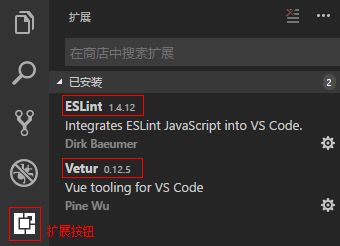 扩展
在商店中搜索扩展
已安装 2
ESLint 1.4.12
Integrates ESLint JavaScript into VS Code.
Dirk Baeumer
Vetur 0.12.5
Vue tooling for VS Code
Pine Wu
扩展按钮